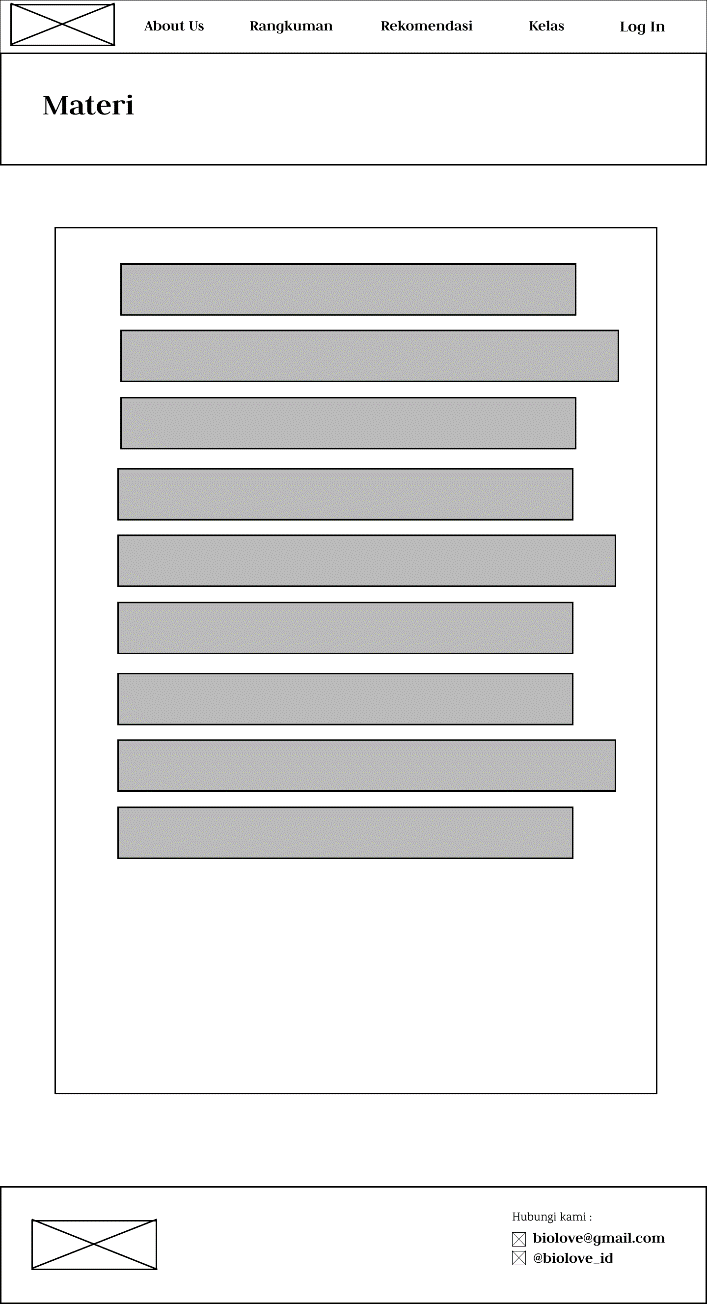 About Us Rangkuman Rekomendasi Kelas Log In
Materi
Hubungi kami :
biolove@gmail.com
@biolove_id